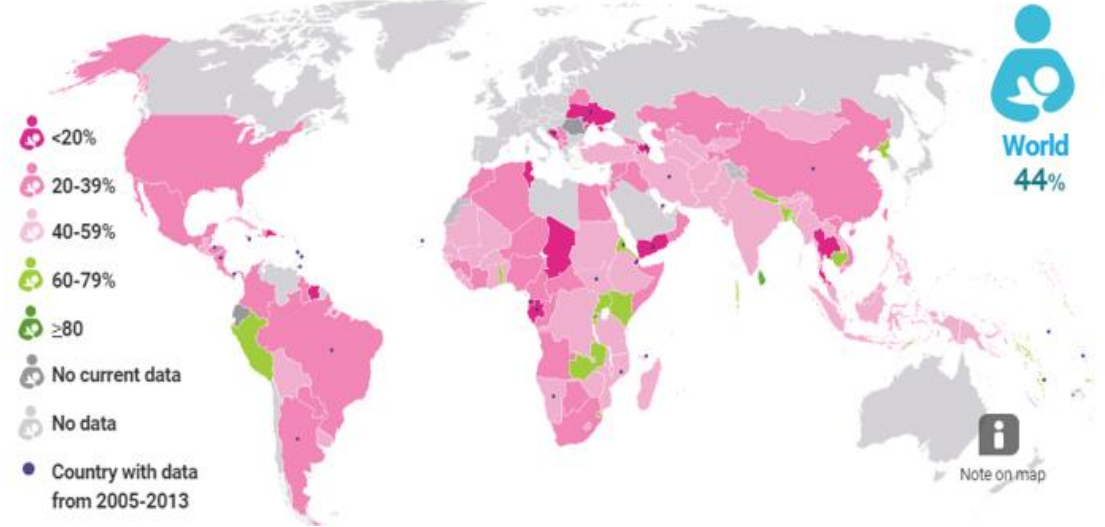 <20%
20-39%
40-59%
60-79%
≥80
No current data
No data
Country with data
from 2005-2013
World
44%
Note on map